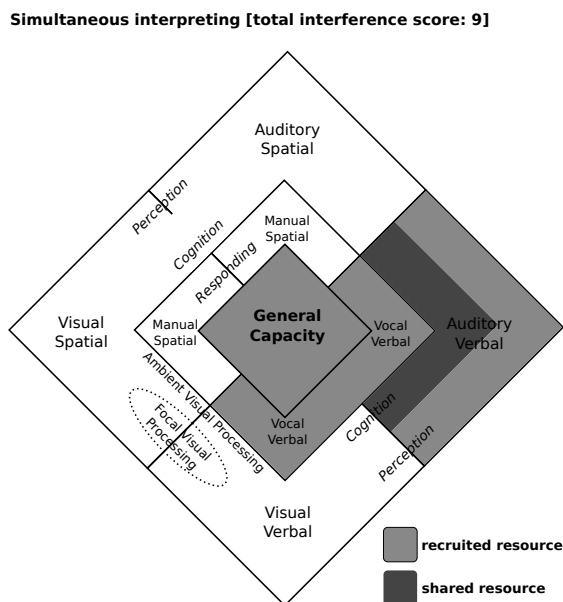 Simultaneous interpreting [total interference score: 9]
Auditory
Spatial
Perception
Manual
Spatial
Cognition
Responding
General
Capacity
Visual
Spatial
Manual
Spatial
Vocal
Verbal
Auditory
Verbal
Ambient Visual Processing
Focal Visual
Processing
Vocal
Verbal
Cognition
Perception
Visual
Verbal
recruited resource
shared resource